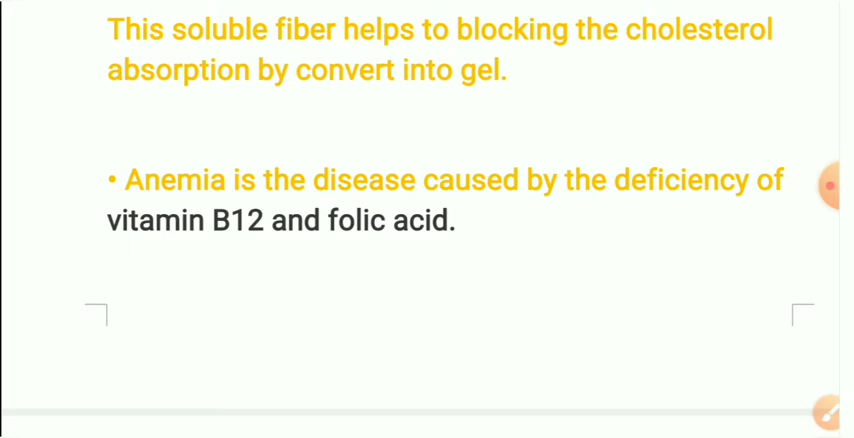 This soluble fiber helps to blocking the cholesterol
absorption by convert into gel.
• Anemia is the disease caused by the deficiency of
vitamin B12 and folic acid.